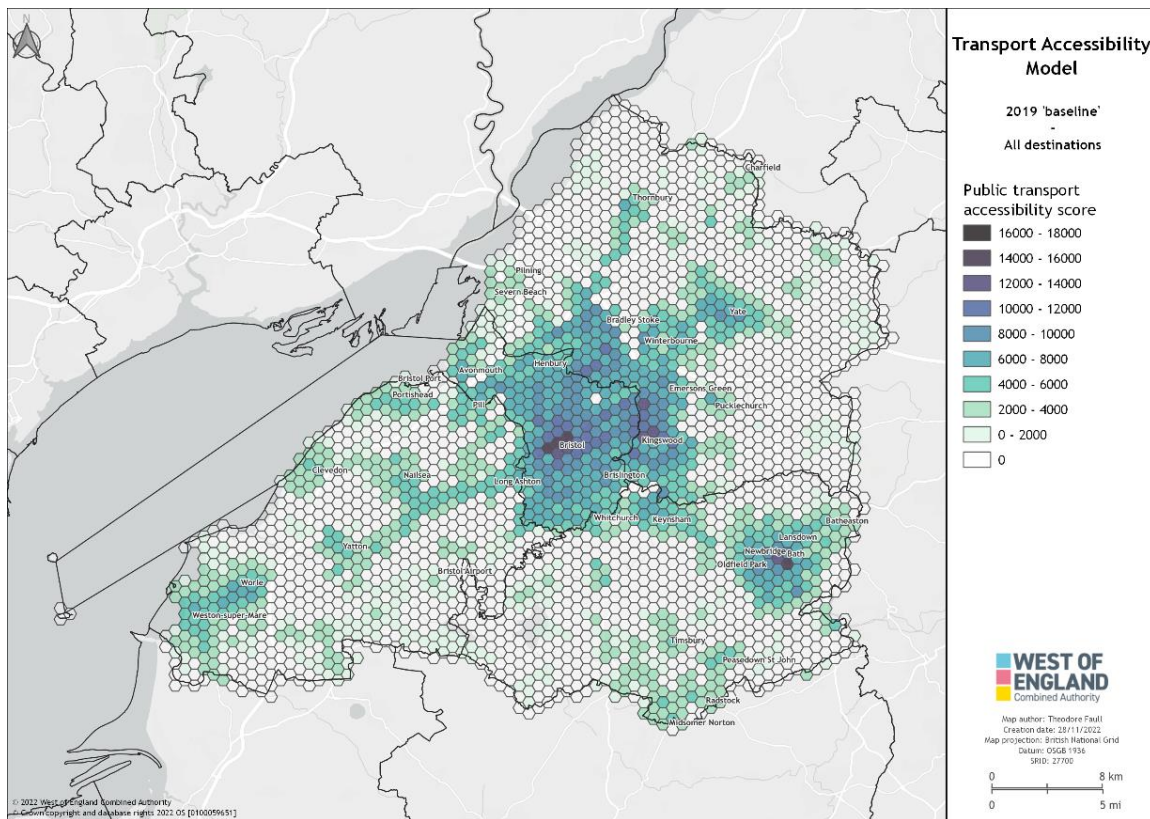 N
Charfield
Thornbury
Pilning
Severn Beach
Bradley Stoke
Yate
Winterbourne
Henbury
Avonmouth
Bristol Port
Portishead
Emersons Green
Pucklechurch
Pill
Bristol
Kingswood
Clevedon
Nailsea
Long Ashton
Brislington
Whitchurch
Keynsham
Batheaston
Lansdown
Newbridge Bath
Oldfield Park
Yatton
Bristol Airport
Worle
Weston-super-Mare
Timsbury
Peasedown St John
Radstock
Midsomer Norton
© 2022 West of England Combined Authority
© Crown copyright and database rights 2022 OS [0100059651]
Transport Accessibility
Model
2019 'baseline'
-
All destinations
Public transport
accessibility score
16000 - 18000
14000 - 16000
12000 - 14000
10000 - 12000
8000 - 10000
6000 - 8000
4000 - 6000
2000 - 4000
0 - 2000
0
WEST OF
ENGLAND
Combined Authority
Map author: Theodore Faull
Creation date: 28/11/2022
Map projection: British National Grid
Datum: OSGB 1936
SRID: 27700
0 8 km
0 5 mi